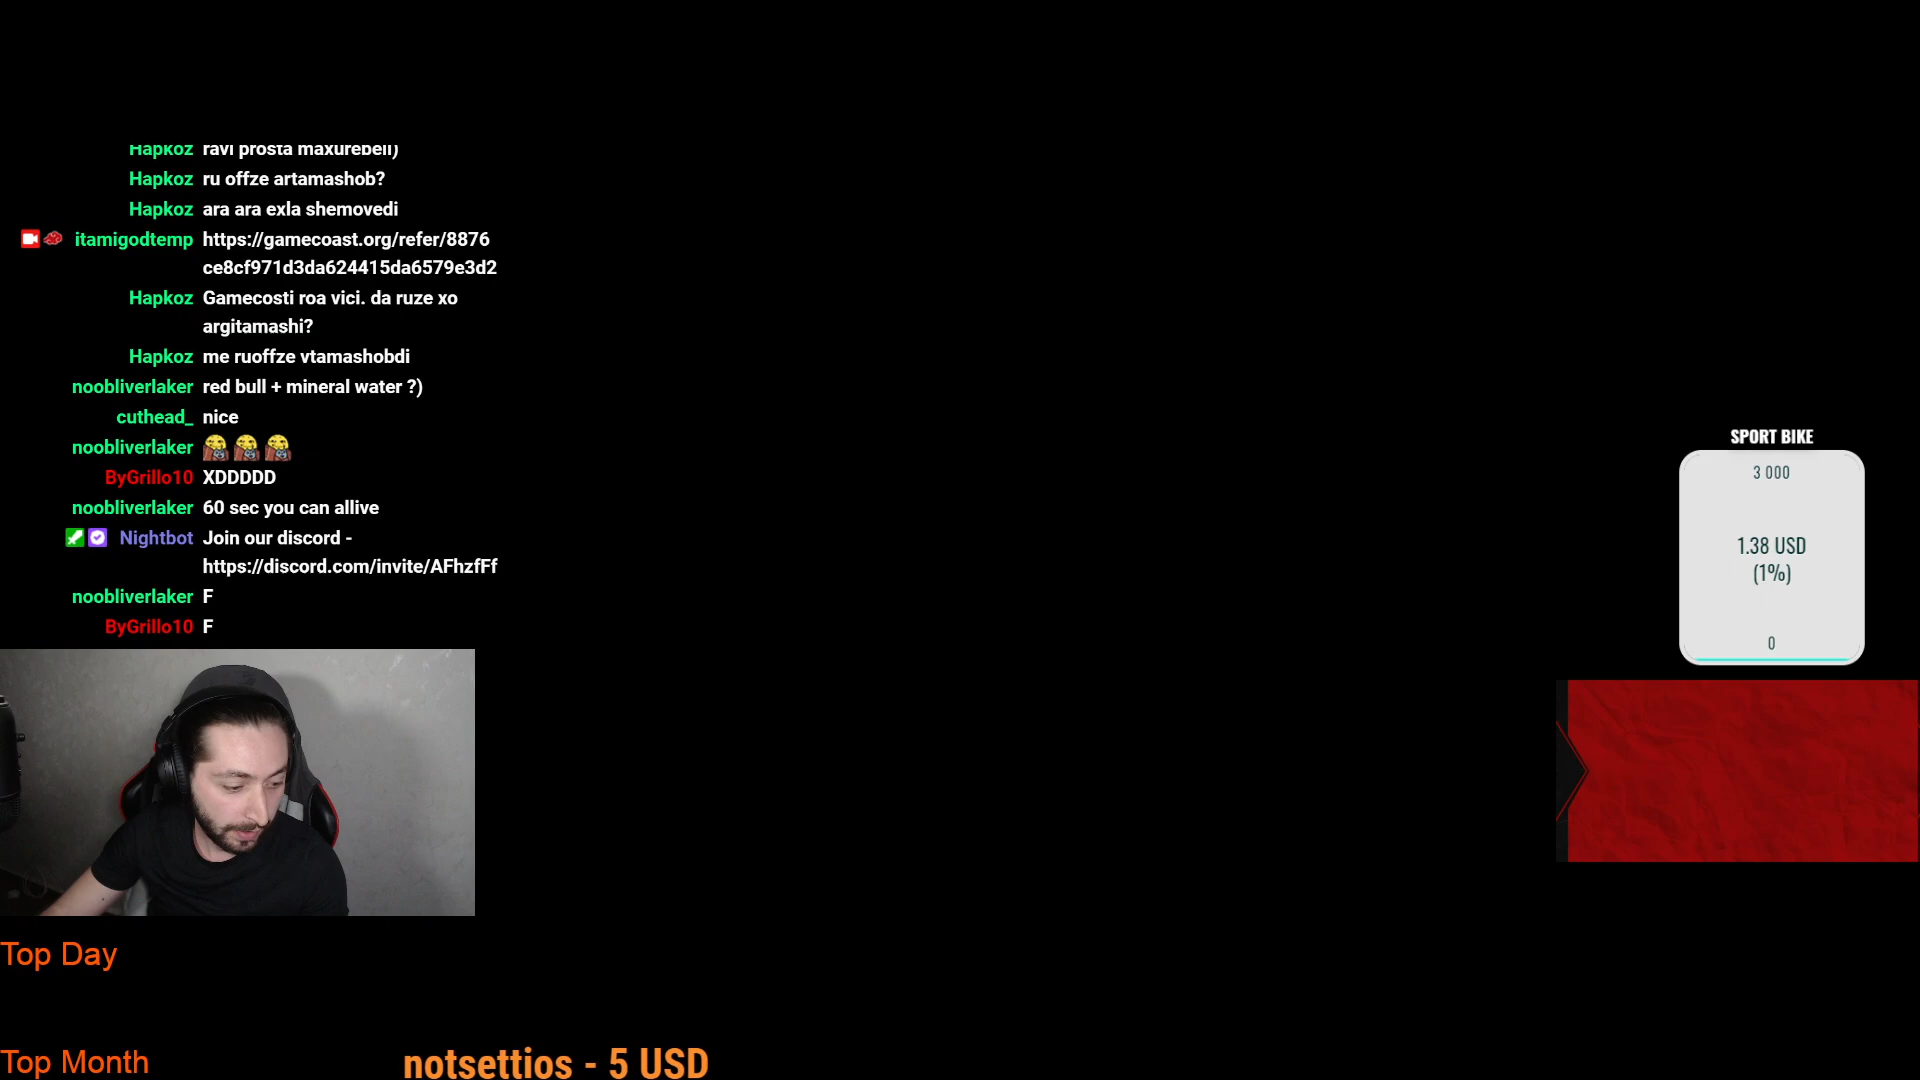 Hapkoz ravi prosta maxurebeli)
Hapkoz ru offze artamashob?
Hapkoz ara ara exla shemovedi
itamigodtemp https://gamecoast.org/refer/8876
ce8cf971d3da624415da6579e3d2
Hapkoz Gamecosti roa vici. da ruze xo
argitamashi?
Hapkoz me ruoffze vtamashobdi
noobliverlaker red bull + mineral water ?)
cuthead_ nice
noobliverlaker
ByGrillo10 XDDDDD
noobliverlaker 60 sec you can allive
Nightbot Join our discord -
https://discord.com/invite/AFhzfFf
noobliverlaker F
ByGrillo10 F
SPORT BIKE
3 000
1.38 USD
(1%)
0
Top Day
Top Month
notsettios - 5 USD